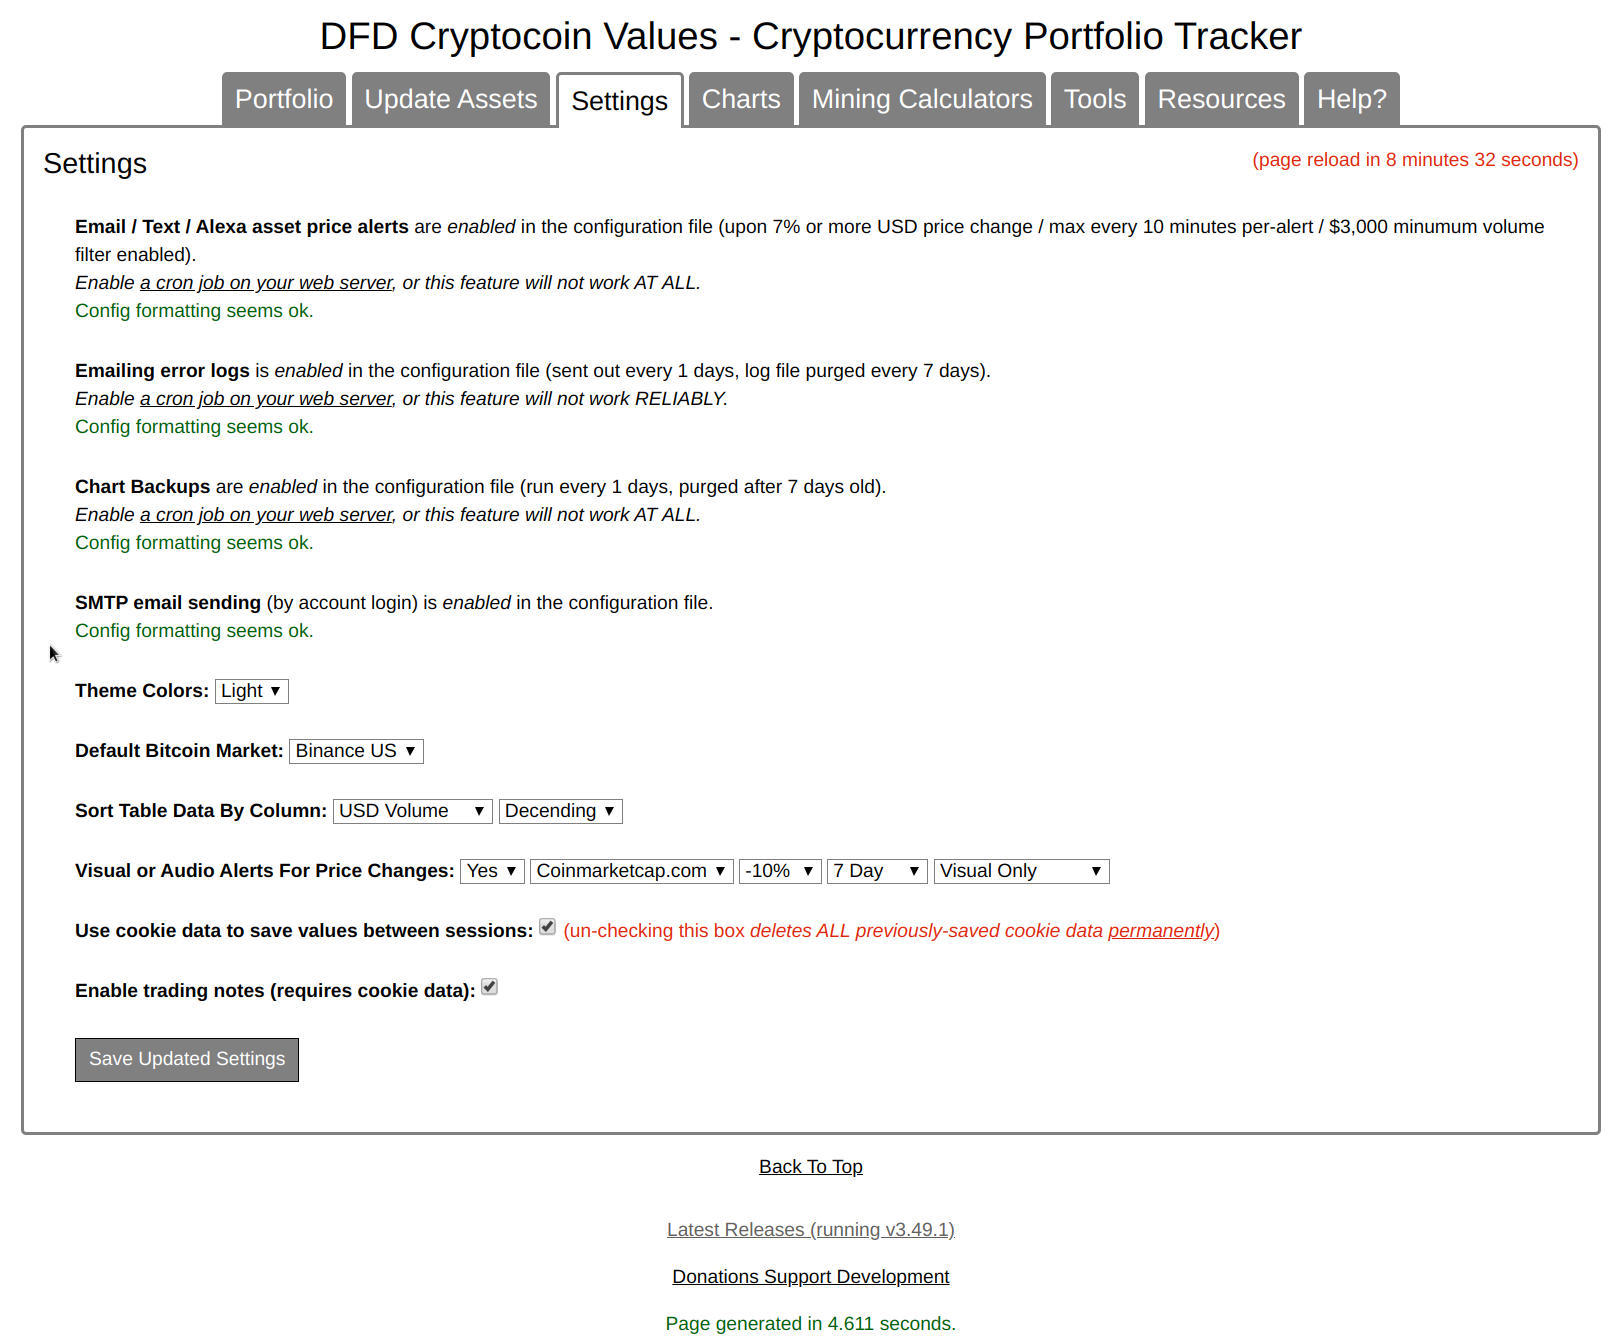 DFD Cryptocoin Values - Cryptocurrency Portfolio Tracker
Portfolio Update Assets Settings Charts Mining Calculators Tools Resources Help?
Settings (page reload in 8 minutes 32 seconds)
Email / Text / Alexa asset price alerts are enabled in the configuration file (upon 7% or more USD price change / max every 10 minutes per-alert / $3,000 minumum volume
filter enabled).
Enable a cron job on your web server, or this feature will not work AT ALL.
Config formatting seems ok.
Emailing error logs is enabled in the configuration file (sent out every 1 days, log file purged every 7 days).
Enable a cron job on your web server, or this feature will not work RELIABLY.
Config formatting seems ok.
Chart Backups are enabled in the configuration file (run every 1 days, purged after 7 days old).
Enable a cron job on your web server, or this feature will not work AT ALL.
Config formatting seems ok.
SMTP email sending (by account login) is enabled in the configuration file.
Config formatting seems ok.
Theme Colors: Light
Default Bitcoin Market: Binance US
Sort Table Data By Column: USD Volume Decending
Visual or Audio Alerts For Price Changes: Yes Coinmarketcap.com -10% 7 Day Visual Only
Use cookie data to save values between sessions: (un-checking this box deletes ALL previously-saved cookie data permanently)
Enable trading notes (requires cookie data):
Save Updated Settings
Back To Top
Latest Releases (running v3.49.1)
Donations Support Development
Page generated in 4.611 seconds.